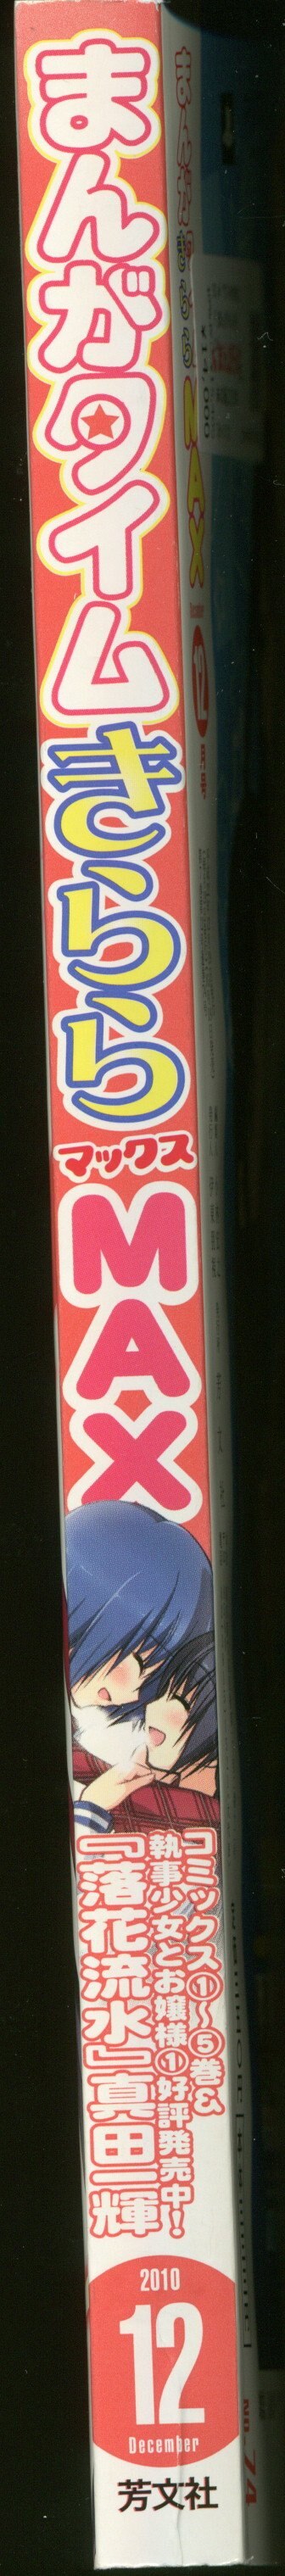 まんがタイム
きらら
マックス
MAX
コミックス①〜⑤巻&
執事少女とお嬢様①好評発売中!
『落花流水』真田一輝
2010
12
December
芳文社